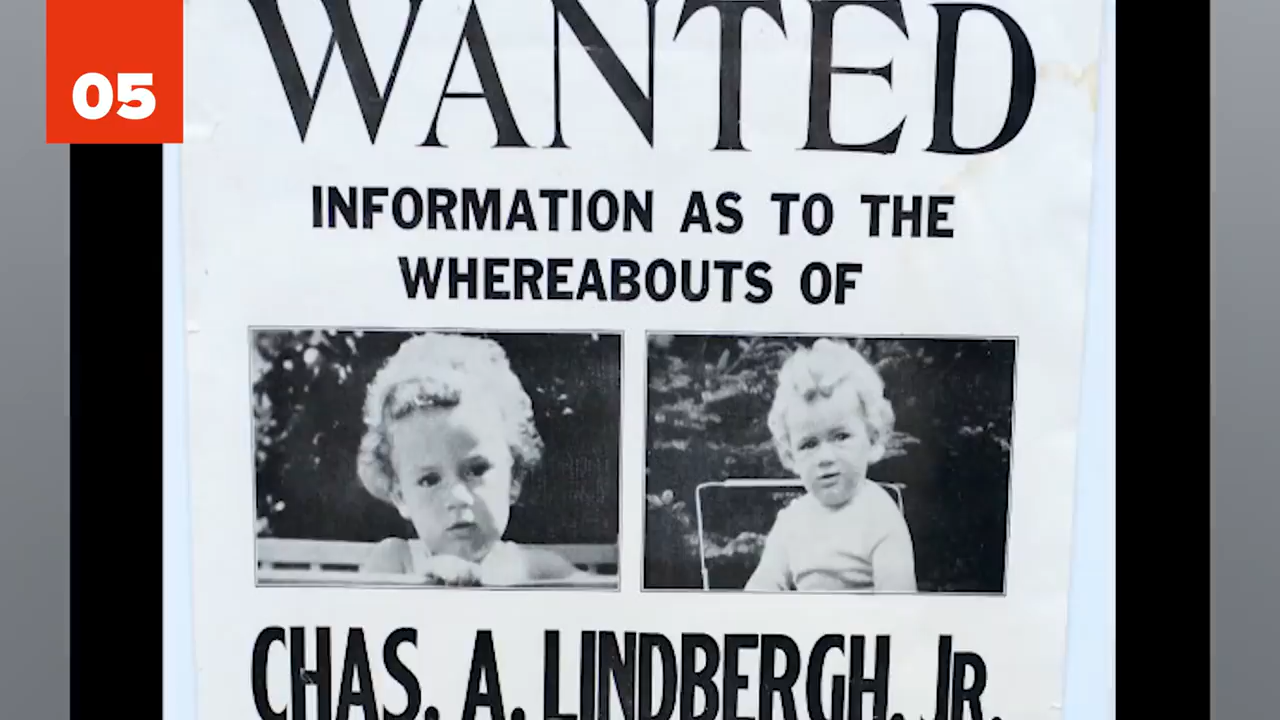 05
WANTED
INFORMATION AS TO THE
WHEREABOUTS OF
CHAS. A. LINDBERGH, JR.